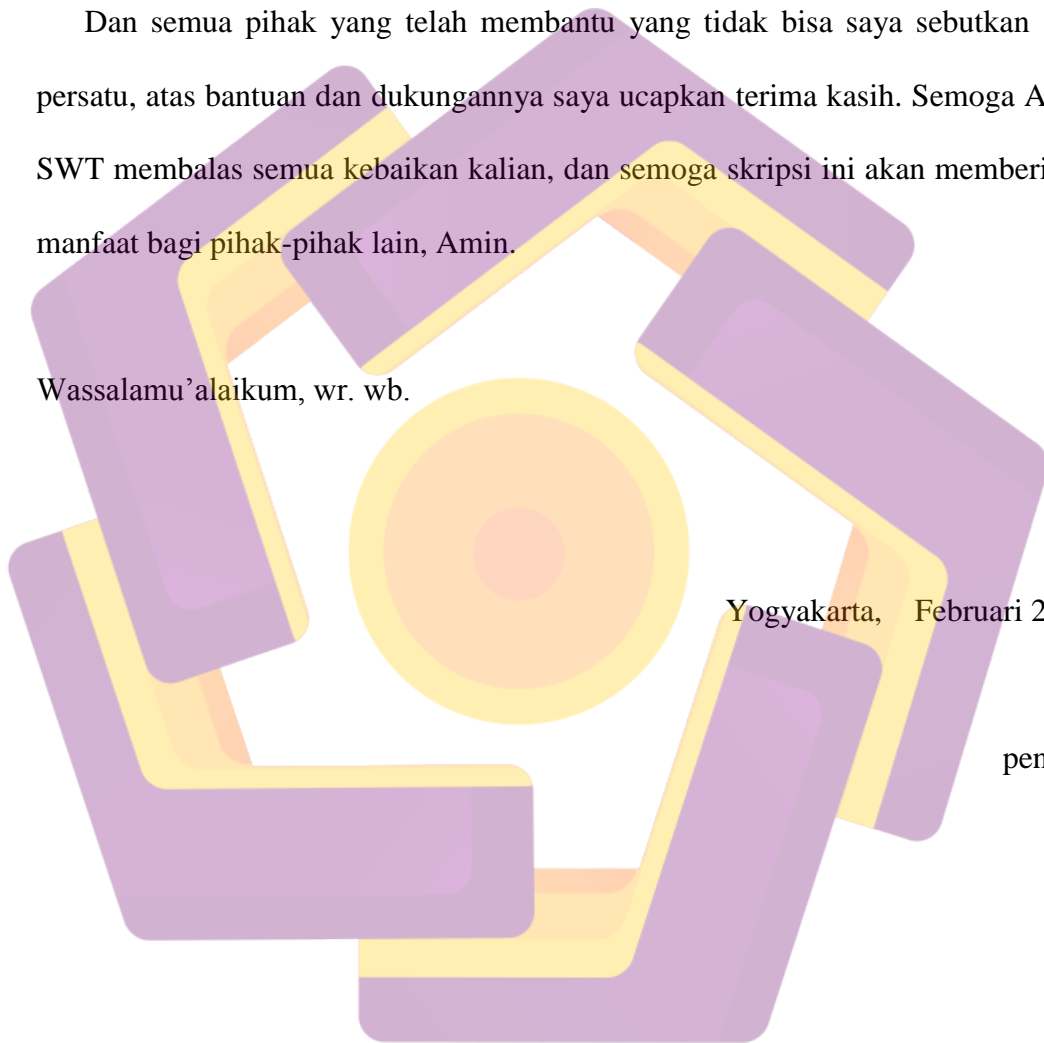 Dan semua pihak yang telah membantu yang tidak bisa saya sebutkan
persatu, atas bantuan dan dukungannya saya ucapkan terima kasih. Semoga A
SWT membalas semua kebaikan kalian, dan semoga skripsi ini akan memberi
manfaat bagi pihak-pihak lain, Amin.
Wassalamu’alaikum, wr. wb.
Yogyakarta, Februari 2
pen